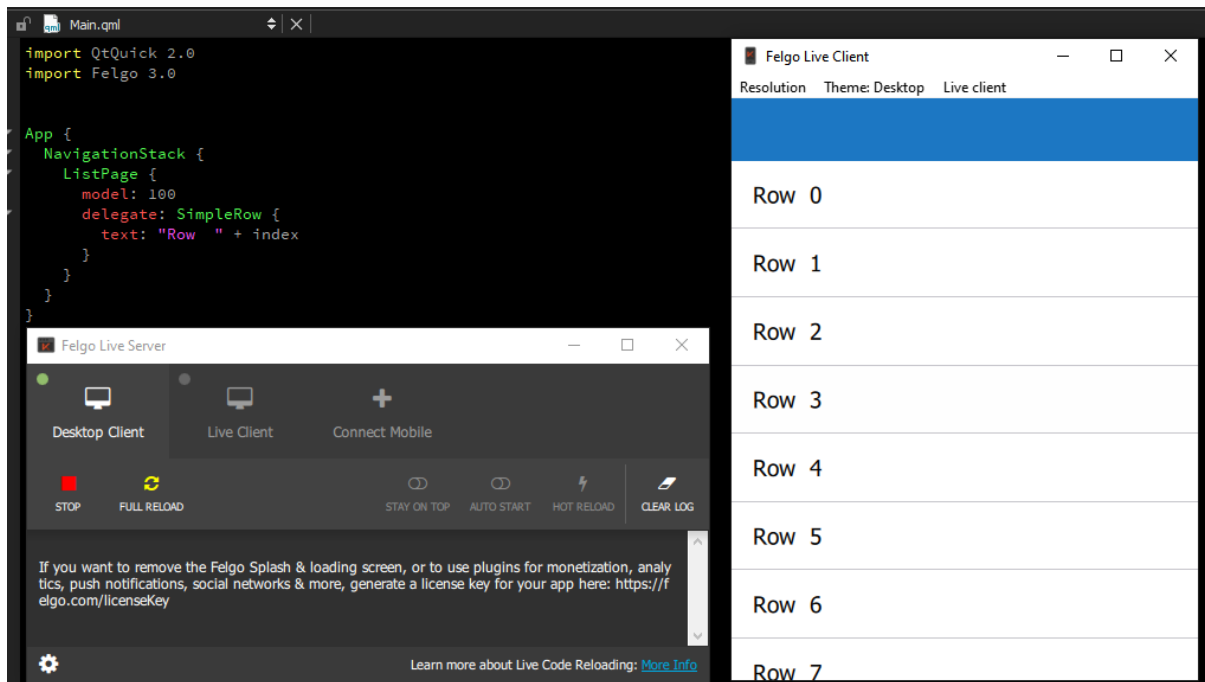 Main.qml
import QtQuick 2.0
import Felgo 3.0
App {
NavigationStack {
ListPage {
model: 100
delegate: SimpleRow {
text: "Row  " + index
}
}
}
}
Felgo Live Server
Desktop Client
Live Client
Connect Mobile
STOP
FULL RELOAD
STAY ON TOP
AUTO START
HOT RELOAD
CLEAR LOG
If you want to remove the Felgo Splash & loading screen, or to use plugins for monetization, analy
tics, push notifications, social networks & more, generate a license key for your app here: https://f
elgo.com/licenseKey
Learn more about Live Code Reloading: More Info
Felgo Live Client
Resolution Theme: Desktop Live client
Row  0
Row  1
Row  2
Row  3
Row  4
Row  5
Row  6
Row  7